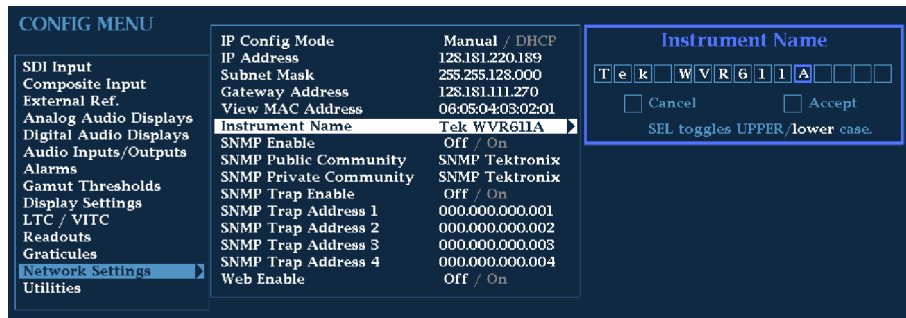 CONFIG MENU
SDI Input
Composite Input
External Ref.
Analog Audio Displays
Digital Audio Displays
Audio Inputs/Outputs
Alarms
Gamut Thresholds
Display Settings
LTC / VITC
Readouts
Graticules
Network Settings
Utilities
IP Config Mode Manual / DHCP
IP Address 128.181.220.189
Subnet Mask 255.255.128.000
Gateway Address 128.181.111.270
View MAC Address 06:05:04:03:02:01
Instrument Name Tek WVR611A
SNMP Enable Off / On
SNMP Public Community SNMP Tektronix
SNMP Private Community SNMP Tektronix
SNMP Trap Enable Off / On
SNMP Trap Address 1 000.000.000.001
SNMP Trap Address 2 000.000.000.002
SNMP Trap Address 3 000.000.000.003
SNMP Trap Address 4 000.000.000.004
Web Enable Off / On
Instrument Name
Tek WVR611A
Cancel Accept
SEL toggles UPPER/lower case.